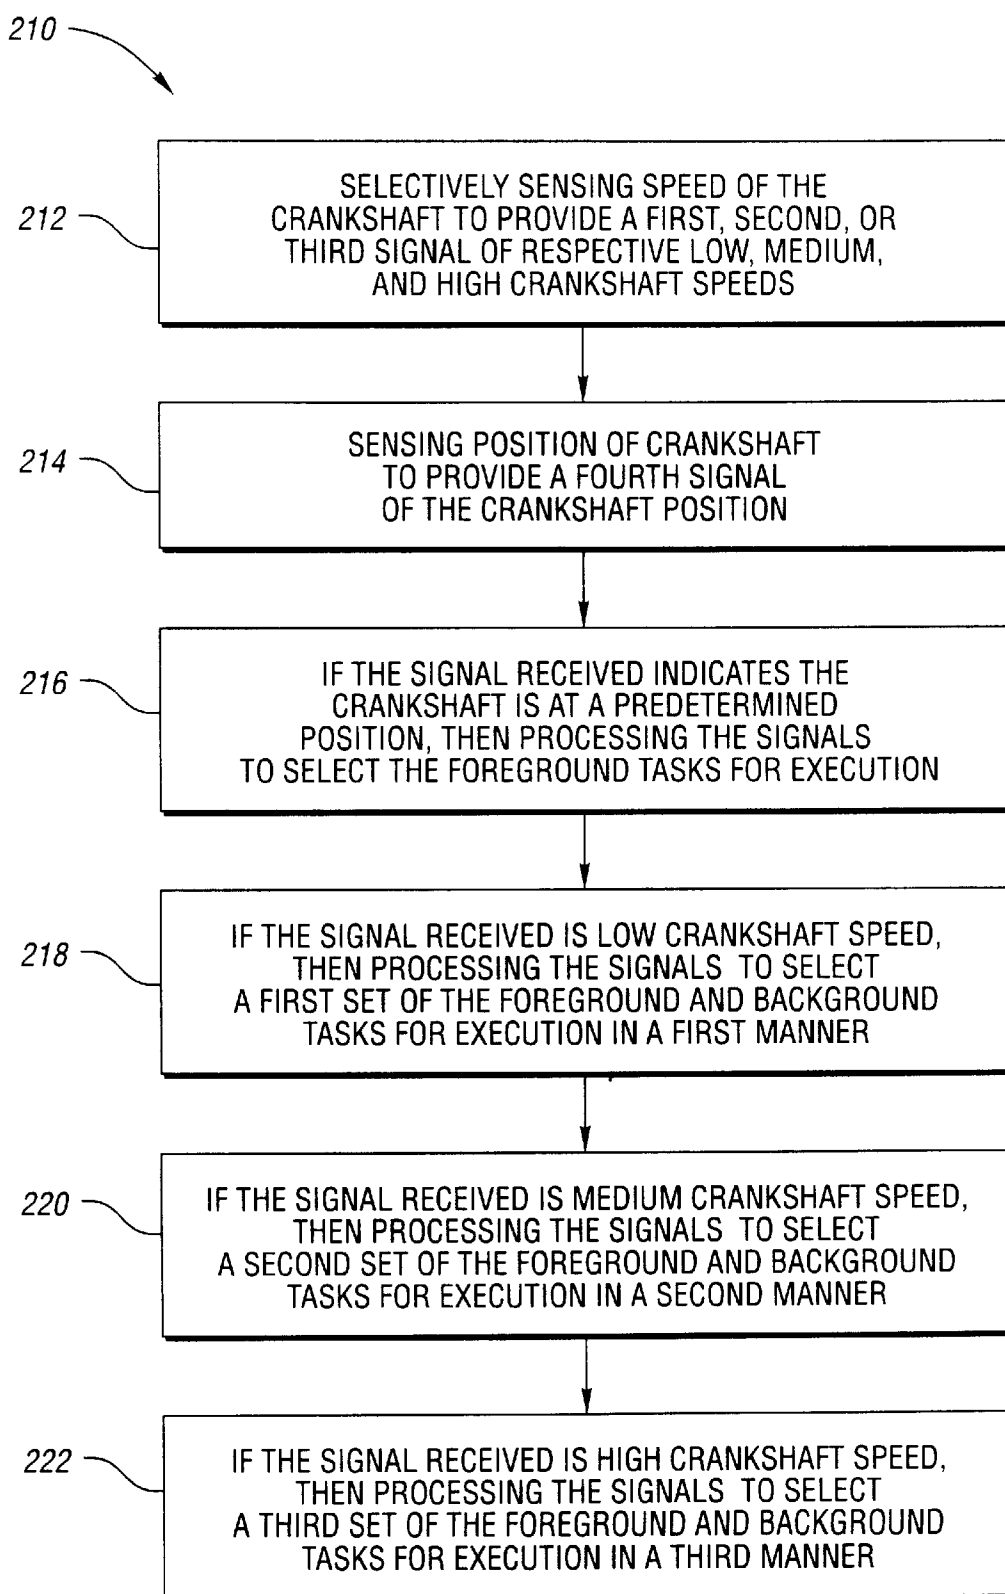 210
212
SELECTIVELY SENSING SPEED OF THE
CRANKSHAFT TO PROVIDE A FIRST, SECOND, OR
THIRD SIGNAL OF RESPECTIVE LOW, MEDIUM,
AND HIGH CRANKSHAFT SPEEDS
214
SENSING POSITION OF CRANKSHAFT
TO PROVIDE A FOURTH SIGNAL
OF THE CRANKSHAFT POSITION
216
IF THE SIGNAL RECEIVED INDICATES THE
CRANKSHAFT IS AT A PREDETERMINED
POSITION, THEN PROCESSING THE SIGNALS
TO SELECT THE FOREGROUND TASKS FOR EXECUTION
218
IF THE SIGNAL RECEIVED IS LOW CRANKSHAFT SPEED,
THEN PROCESSING THE SIGNALS TO SELECT
A FIRST SET OF THE FOREGROUND AND BACKGROUND
TASKS FOR EXECUTION IN A FIRST MANNER
220
IF THE SIGNAL RECEIVED IS MEDIUM CRANKSHAFT SPEED,
THEN PROCESSING THE SIGNALS TO SELECT
A SECOND SET OF THE FOREGROUND AND BACKGROUND
TASKS FOR EXECUTION IN A SECOND MANNER
222
IF THE SIGNAL RECEIVED IS HIGH CRANKSHAFT SPEED,
THEN PROCESSING THE SIGNALS TO SELECT
A THIRD SET OF THE FOREGROUND AND BACKGROUND
TASKS FOR EXECUTION IN A THIRD MANNER